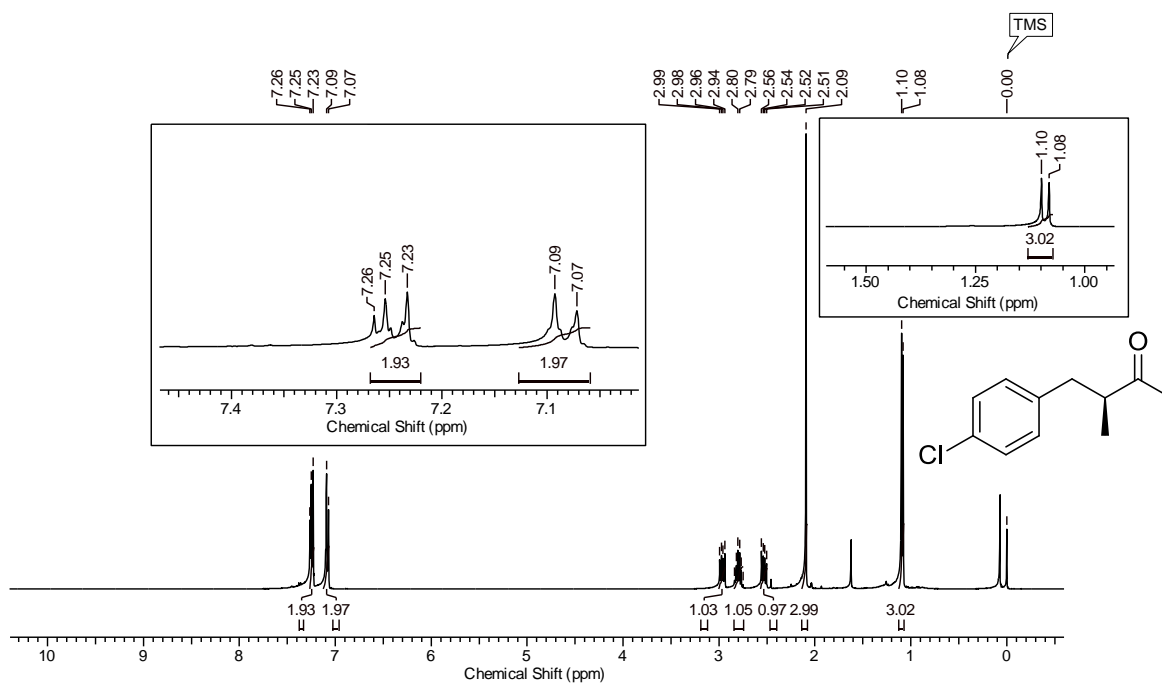 TMS
7.26
7.25
7.23
7.09
7.07
2.99
2.98
2.96
2.94
2.80
2.79
2.56
2.54
2.52
2.51
2.09
1.10
1.08
0.00
7.26
7.25
7.23
7.09
7.07
1.93
1.97
7.4 7.3 7.2 7.1
Chemical Shift (ppm)
1.10
1.08
3.02
1.50 1.25 1.00
Chemical Shift (ppm)
O
Cl
1.93 1.97 1.03 1.05 0.97 2.99 3.02
10 9 8 7 6 5 4 3 2 1 0
Chemical Shift (ppm)